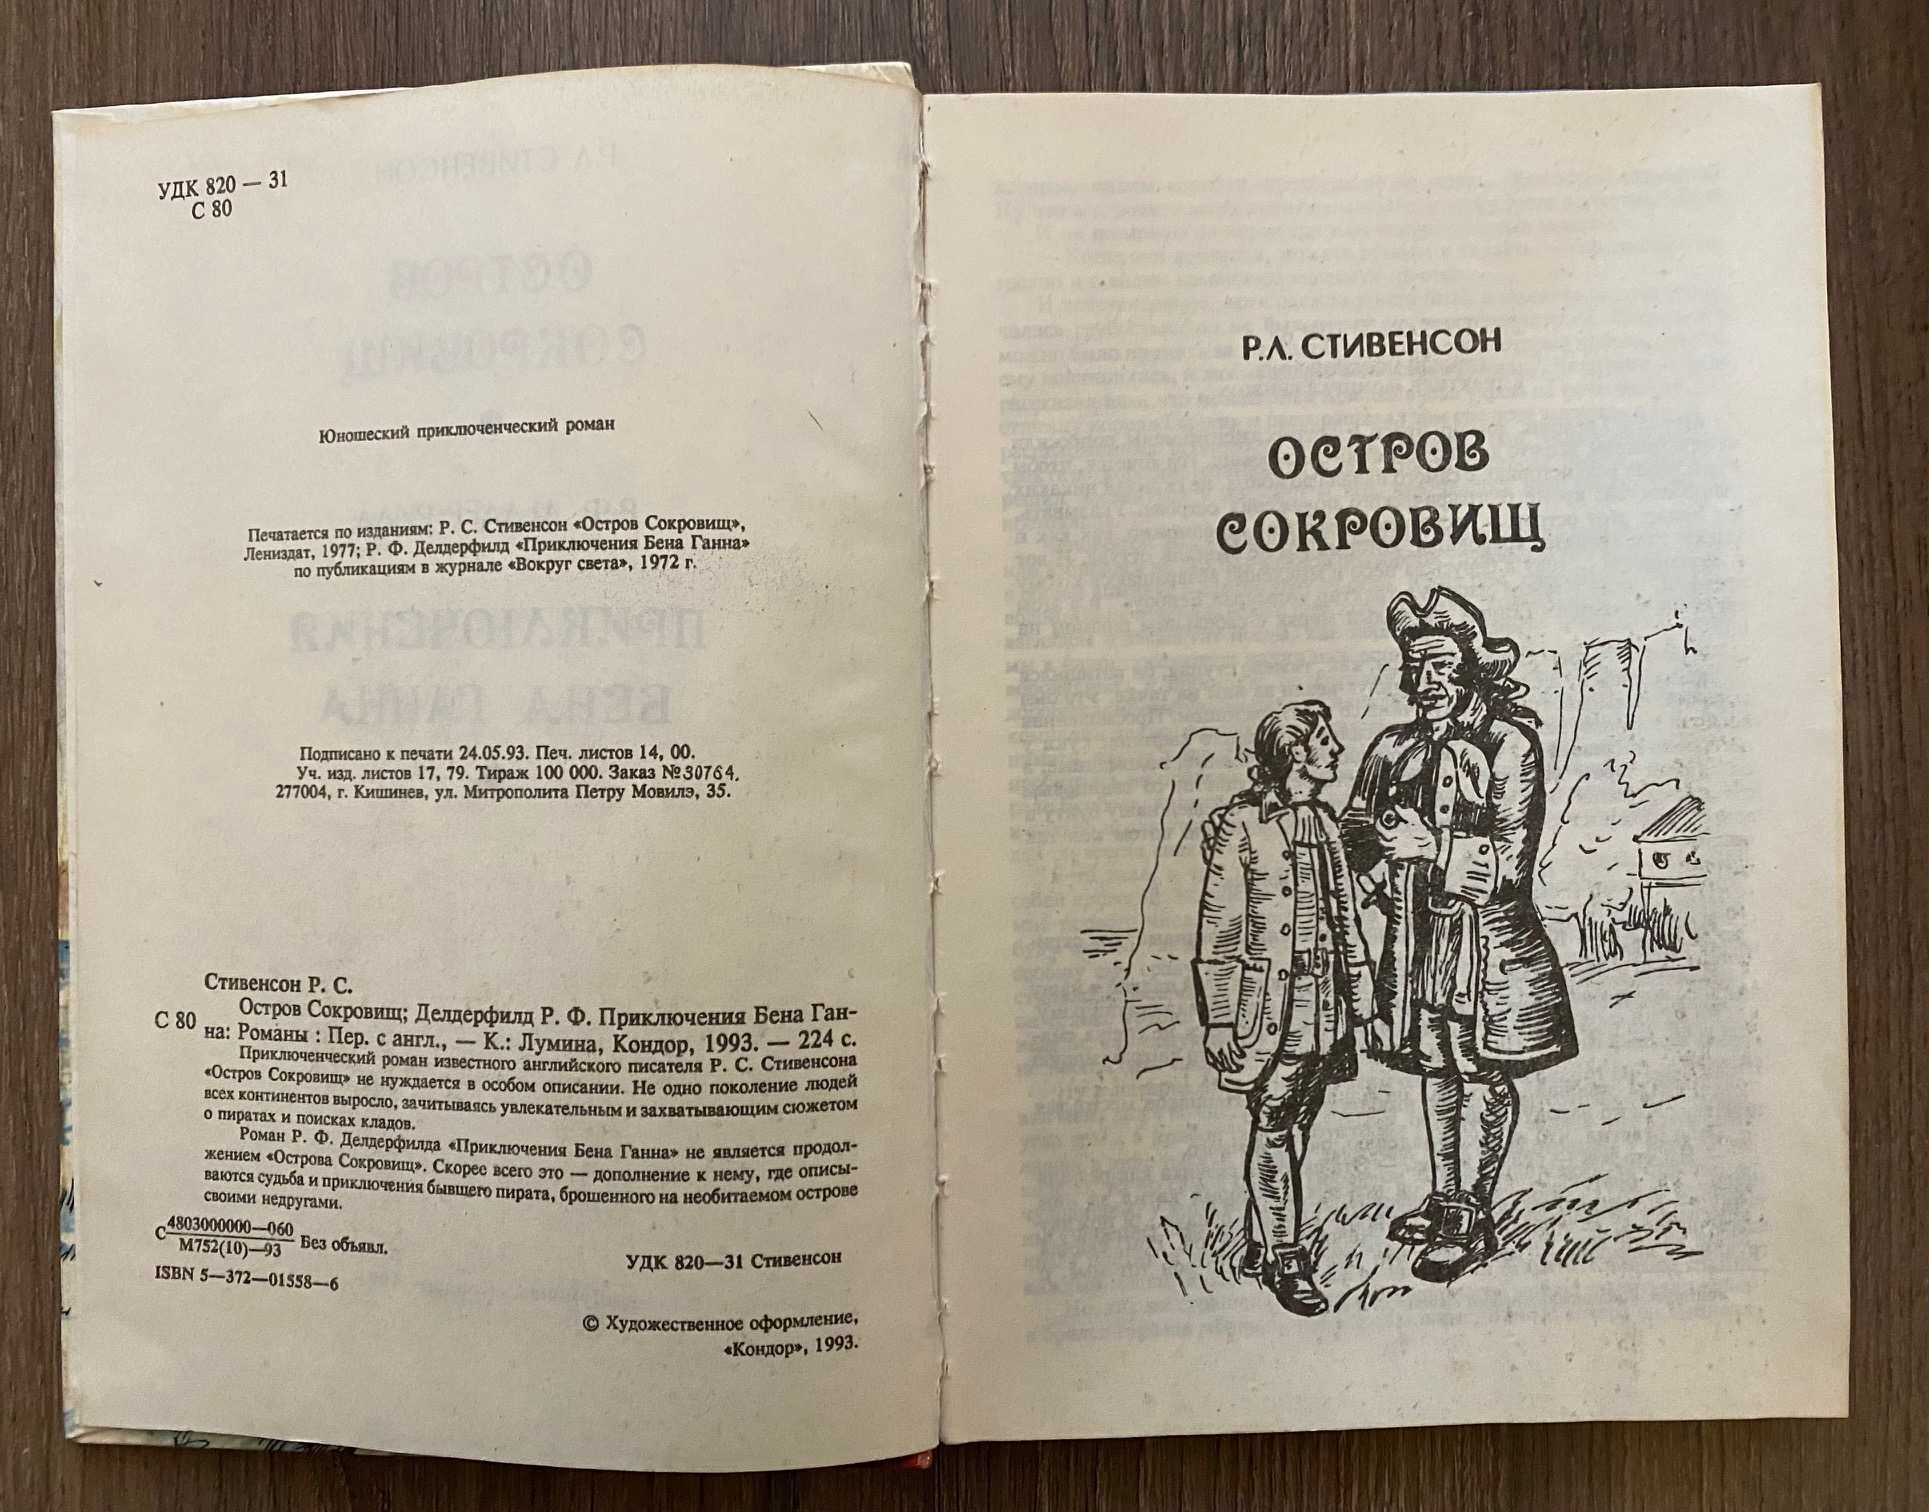 УДК 820 — 31
С 80
Юношеский приключенческий роман
Печатается по изданиям: Р. С. Стивенсон «Остров Сокровищ»,
Лениздат, 1977; Р. Ф. Делдерфилд «Приключения Бена Ганна»
по публикациям в журнале «Вокруг света», 1972 г.
Подписано к печати 24.05.93. Печ. листов 14, 00.
Уч. изд. листов 17, 79. Тираж 100 000. Заказ №30764.
277004, г. Кишинев, ул. Митрополита Петру Мовилэ, 35.
Стивенсон Р. С.
С 80 Остров Сокровищ; Делдерфилд Р. Ф. Приключения Бена Ган-
на: Романы : Пер. с англ., — К.: Лумина, Кондор, 1993. — 224 с.
Приключенческий роман известного английского писателя Р. С. Стивенсона
«Остров Сокровищ» не нуждается в особом описании. Не одно поколение людей
всех континентов выросло, зачитываясь увлекательным и захватывающим сюжетом
о пиратах и поисках кладов.
Роман Р. Ф. Делдерфилда «Приключения Бена Ганна» не является продол-
жением «Острова Сокровищ». Скорее всего это — дополнение к нему, где описы-
ваются судьба и приключения бывшего пирата, брошенного на необитаемом острове
своими недругами.
С 4803000000—060
М752(10)—93 Без объявл.
УДК 820—31 Стивенсон
ISBN 5—372—01558—6
© Художественное оформление,
«Кондор», 1993.
Р.Л. СТИВЕНСОН
ОСТРОВ
СОКРОВИЩ